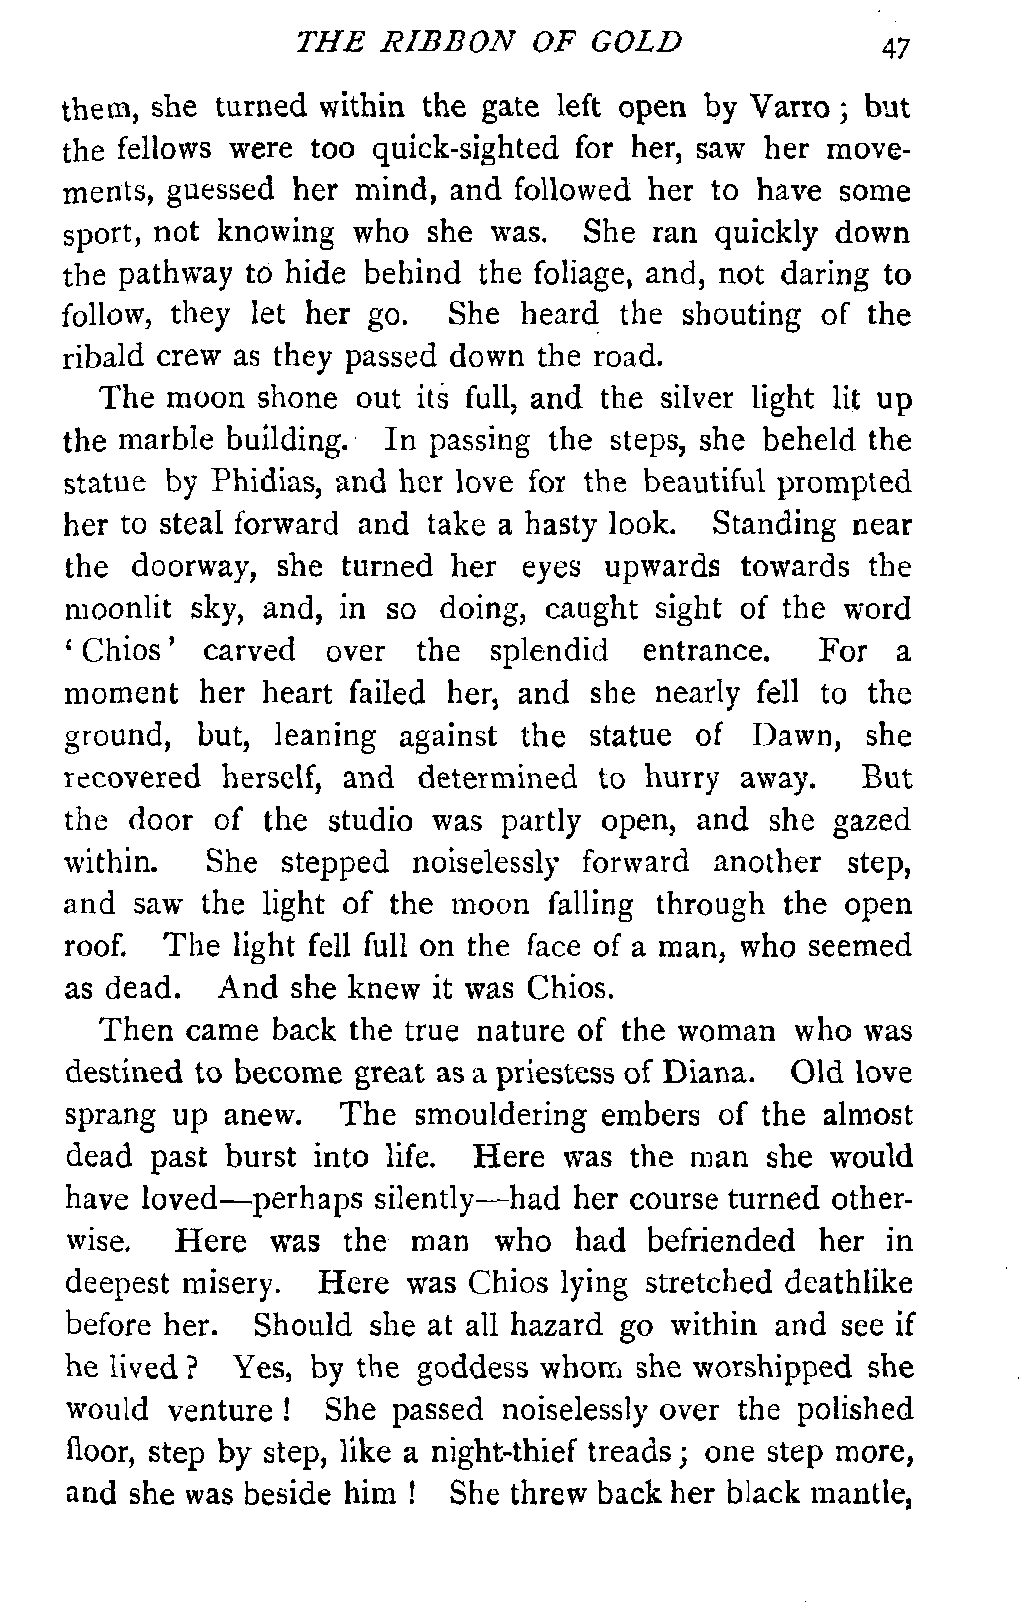 THE RIBBON OF GOLD 47
them, she turned within the gate left open by Varro ; but
the fellows were too quick-sighted for her, saw her move-
ments, guessed her mind, and followed her to have some
sport, not knowing who she was. She ran quickly down
the pathway to hide behind the foliage, and, not daring to
follow, they let her go. She heard the shouting of the
ribald crew as they passed down the road.
The moon shone out its full, and the silver light lit up
the marble building. In passing the steps, she beheld the
statue by Phidias, and her love for the beautiful prompted
her to steal forward and take a hasty look. Standing near
the doorway, she turned her eyes upwards towards the
moonlit sky, and, in so doing, caught sight of the word
‘ Chios ’ carved over the splendid entrance. For a
moment her heart failed her, and she nearly fell to the
ground, but, leaning against the statue of Dawn, she
recovered herself, and determined to hurry away. But
the door of the studio was partly open, and she gazed
within. She stepped noiselessly forward another step,
and saw the light of the moon falling through the open
roof. The light fell full on the face of a man, who seemed
as dead. And she knew it was Chios.
Then came back the true nature of the woman who was
destined to become great as a priestess of Diana. Old love
sprang up anew. The smouldering embers of the almost
dead past burst into life. Here was the man she would
have loved—perhaps silently—had her course turned other-
wise. Here was the man who had befriended her in
deepest misery. Here was Chios lying stretched deathlike
before her. Should she at all hazard go within and see if
he lived ? Yes, by the goddess whom she worshipped she
would venture ! She passed noiselessly over the polished
floor, step by step, like a night-thief treads ; one step more,
and she was beside him ! She threw back her black mantle,